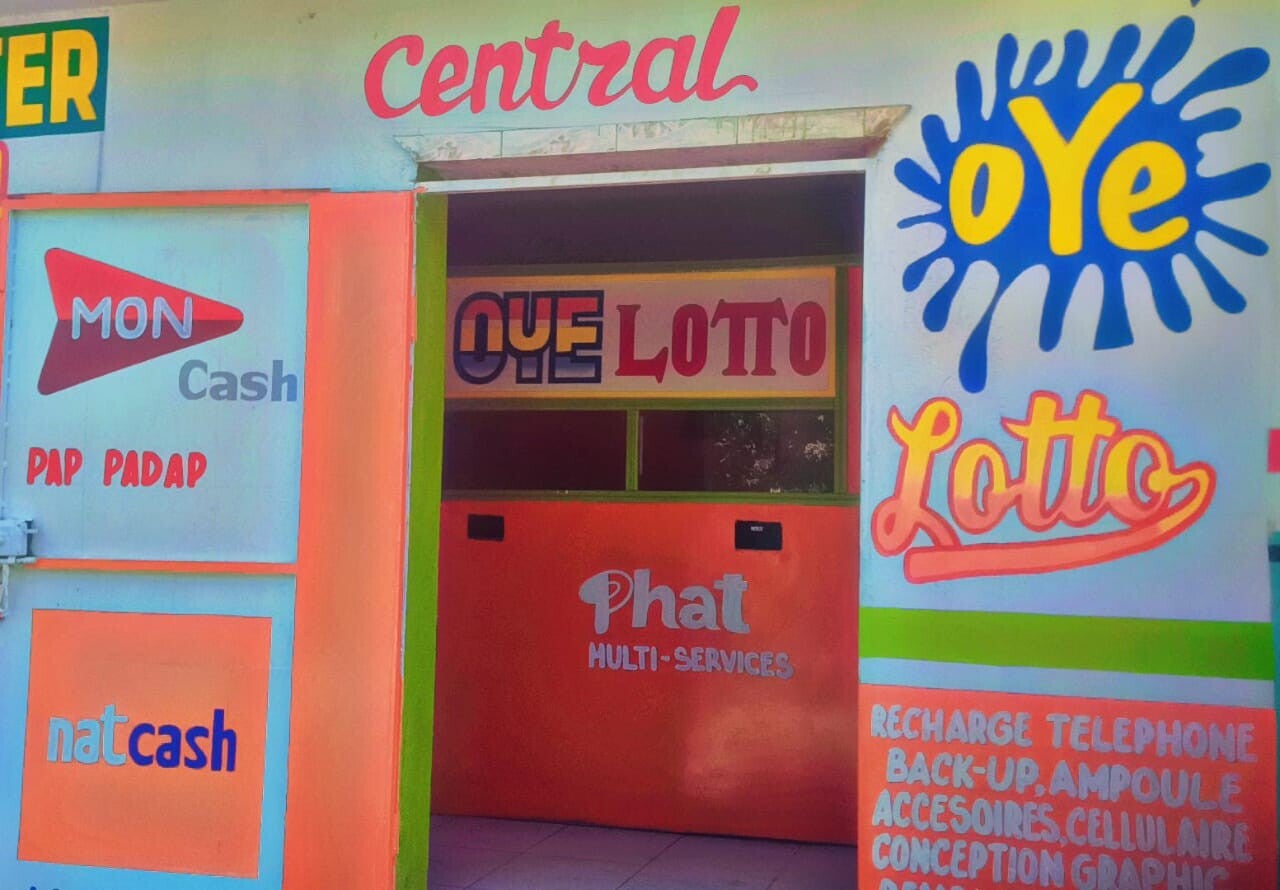 ER
Central
oYe
Lotto
MON
Cash
PAP PADAP
natcash
OYE LOTTO
Phat
MULTI-SERVICES
RECHARGE TELEPHONE
BACK-UP, AMPOULE
ACCESOIRES, CELLULAIRE
CONCEPTION GRAPHIC